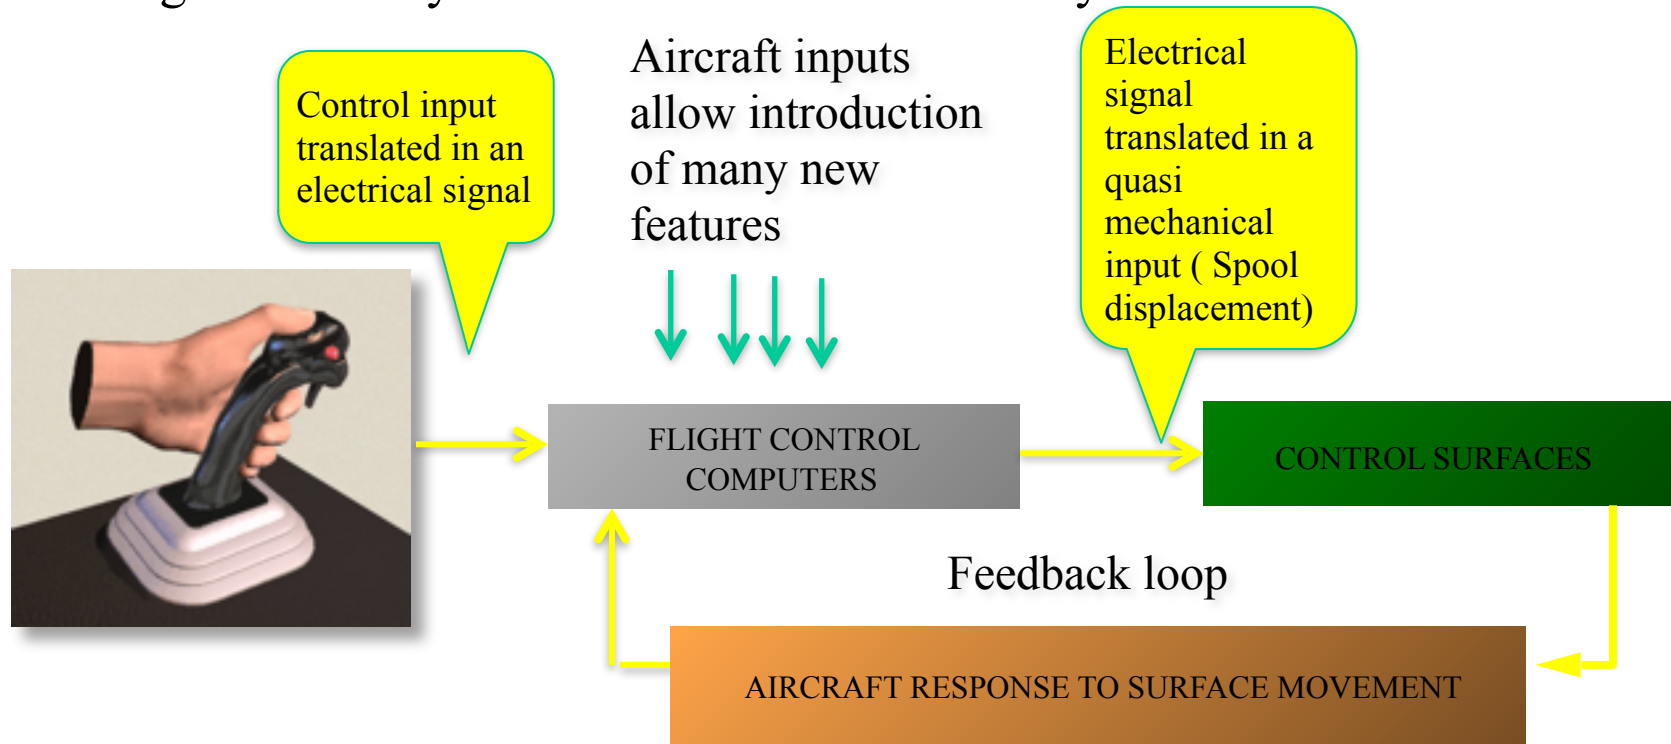 Control input
translated in an
electrical signal
Aircraft inputs
allow introduction
of many new
features
Electrical
signal
translated in a
quasi
mechanical
input ( Spool
displacement)
FLIGHT CONTROL
COMPUTERS
CONTROL SURFACES
Feedback loop
AIRCRAFT RESPONSE TO SURFACE MOVEMENT